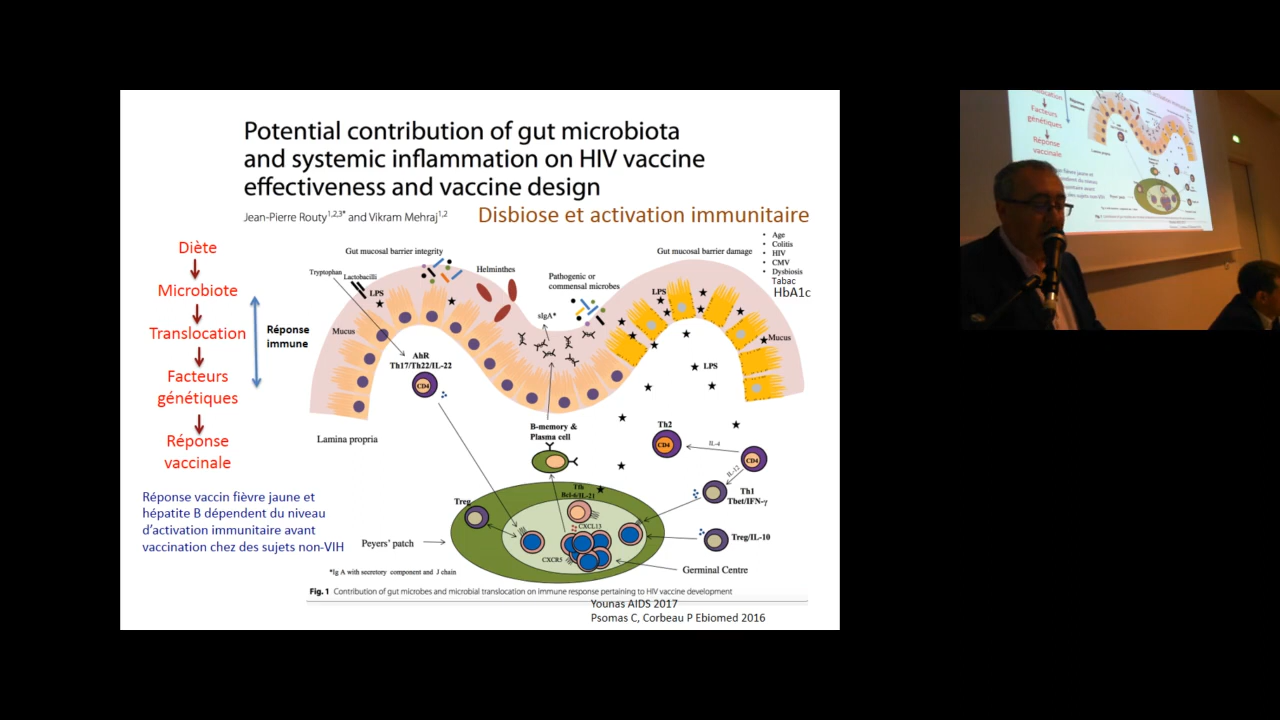 Potential contribution of gut microbiota
and systemic inflammation on HIV vaccine
effectiveness and vaccine design
Jean-Pierre Routy1,2,3* and Vikram Mehraj1,2
Disbiose et activation immunitaire
Diète
Microbiote
Translocation
Facteurs
génétiques
Réponse
vaccinale
Réponse
immune
Réponse vaccin fièvre jaune et
hépatite B dépendent du niveau
d'activation immunitaire avant
vaccination chez des sujets non-VIH
Gut mucosal barrier integrity
Gut mucosal barrier damage
• Age
• Colitis
• HIV
• CMV
• Dysbiosis
Tabac
HbA1c
Tryptophan
Lactobacilli
LPS
Helminthes
Pathogenic or
commensal microbes
LPS
sIgA*
Mucus
Mucus
AhR
Th17/Th22/IL-22
CD4
LPS
Lamina propria
B-memory &
Plasma cell
Th2
CD4
IL-4
CD4
IL-12
Th1
Tbet/IFN-γ
Tfh
Bcl-6/IL-21
Treg
CXCL13
CXCR5
Treg/IL-10
Peyers' patch
Germinal Centre
*Ig A with secretory component and J chain
Fig. 1 Contribution of gut microbes and microbial translocation on immune response pertaining to HIV vaccine development
Younas AIDS 2017
Psomas C, Corbeau P Ebiomed 2016
Facteurs
génétiques
Réponse
vaccinale